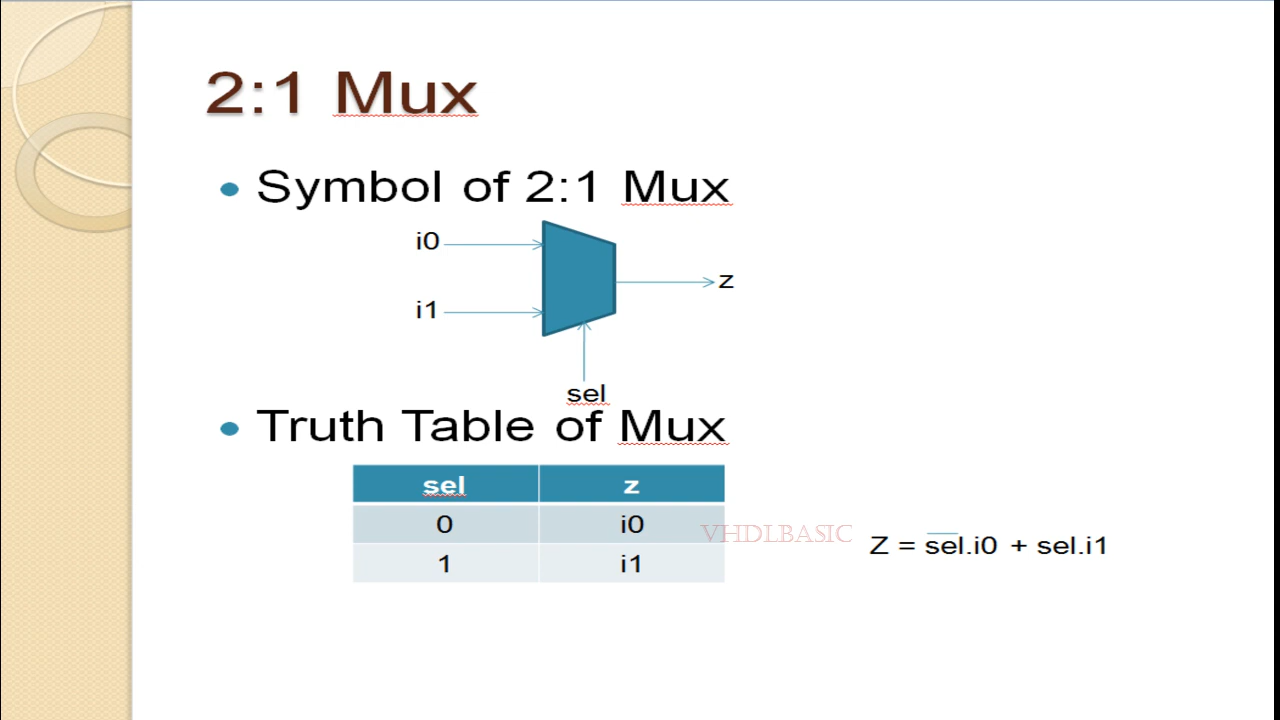 2:1 Mux
Symbol of 2:1 Mux
i0
z
i1
sel
Truth Table of Mux
sel z
0 i0
1 i1
VHDLBASIC
Z = s̅e̅l̅.i0 + sel.i1